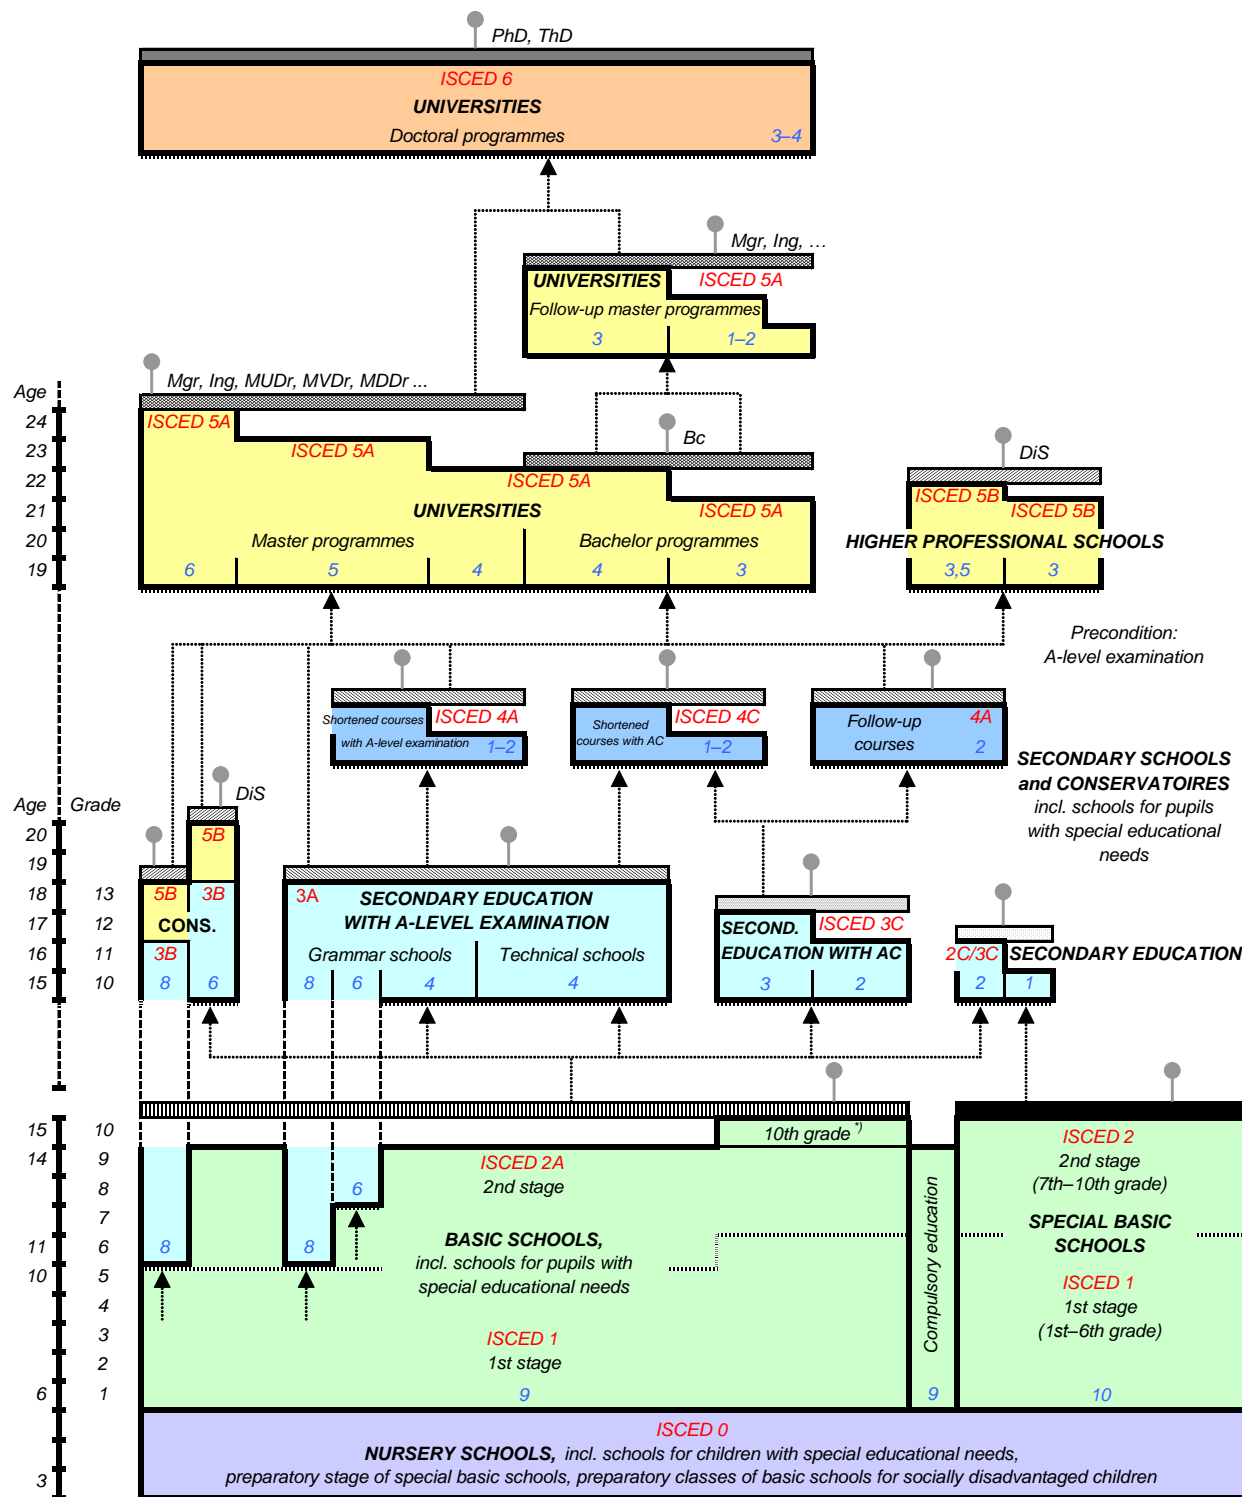 PhD, ThD
ISCED 6
UNIVERSITIES
Doctoral programmes
3–4
Mgr, Ing, …
UNIVERSITIES
ISCED 5A
Follow-up master programmes
3
1–2
Mgr, Ing, MUDr, MVDr, MDDr ...
Age
24
23
22
21
20
19
ISCED 5A
ISCED 5A
Bc
ISCED 5A
ISCED 5A
UNIVERSITIES
Master programmes
Bachelor programmes
6
5
4
4
3
DiS
ISCED 5B
ISCED 5B
HIGHER PROFESSIONAL SCHOOLS
3,5
3
Precondition:
A-level examination
Shortened courses
with A-level examination
ISCED 4A
1–2
Shortened
courses with AC
ISCED 4C
1–2
Follow-up
courses
4A
2
SECONDARY SCHOOLS
and CONSERVATOIRES
incl. schools for pupils
with special educational
needs
Age
Grade
20
19
18
13
17
12
16
11
15
10
DiS
5B
5B
3B
CONS.
3B
8
6
3A
SECONDARY EDUCATION
WITH A-LEVEL EXAMINATION
Grammar schools
Technical schools
8
6
4
4
SECOND.
ISCED 3C
EDUCATION WITH AC
3
2
2C/3C
SECONDARY EDUCATION
2
1
15
10
14
9
8
7
11
6
10
5
4
3
2
6
1
3
10th grade *)
ISCED 2A
2nd stage
6
8
8
BASIC SCHOOLS,
incl. schools for pupils with
special educational needs
ISCED 1
1st stage
9
Compulsory education
9
ISCED 2
2nd stage
(7th–10th grade)
SPECIAL BASIC
SCHOOLS
ISCED 1
1st stage
(1st–6th grade)
10
ISCED 0
NURSERY SCHOOLS, incl. schools for children with special educational needs,
preparatory stage of special basic schools, preparatory classes of basic schools for socially disadvantaged children